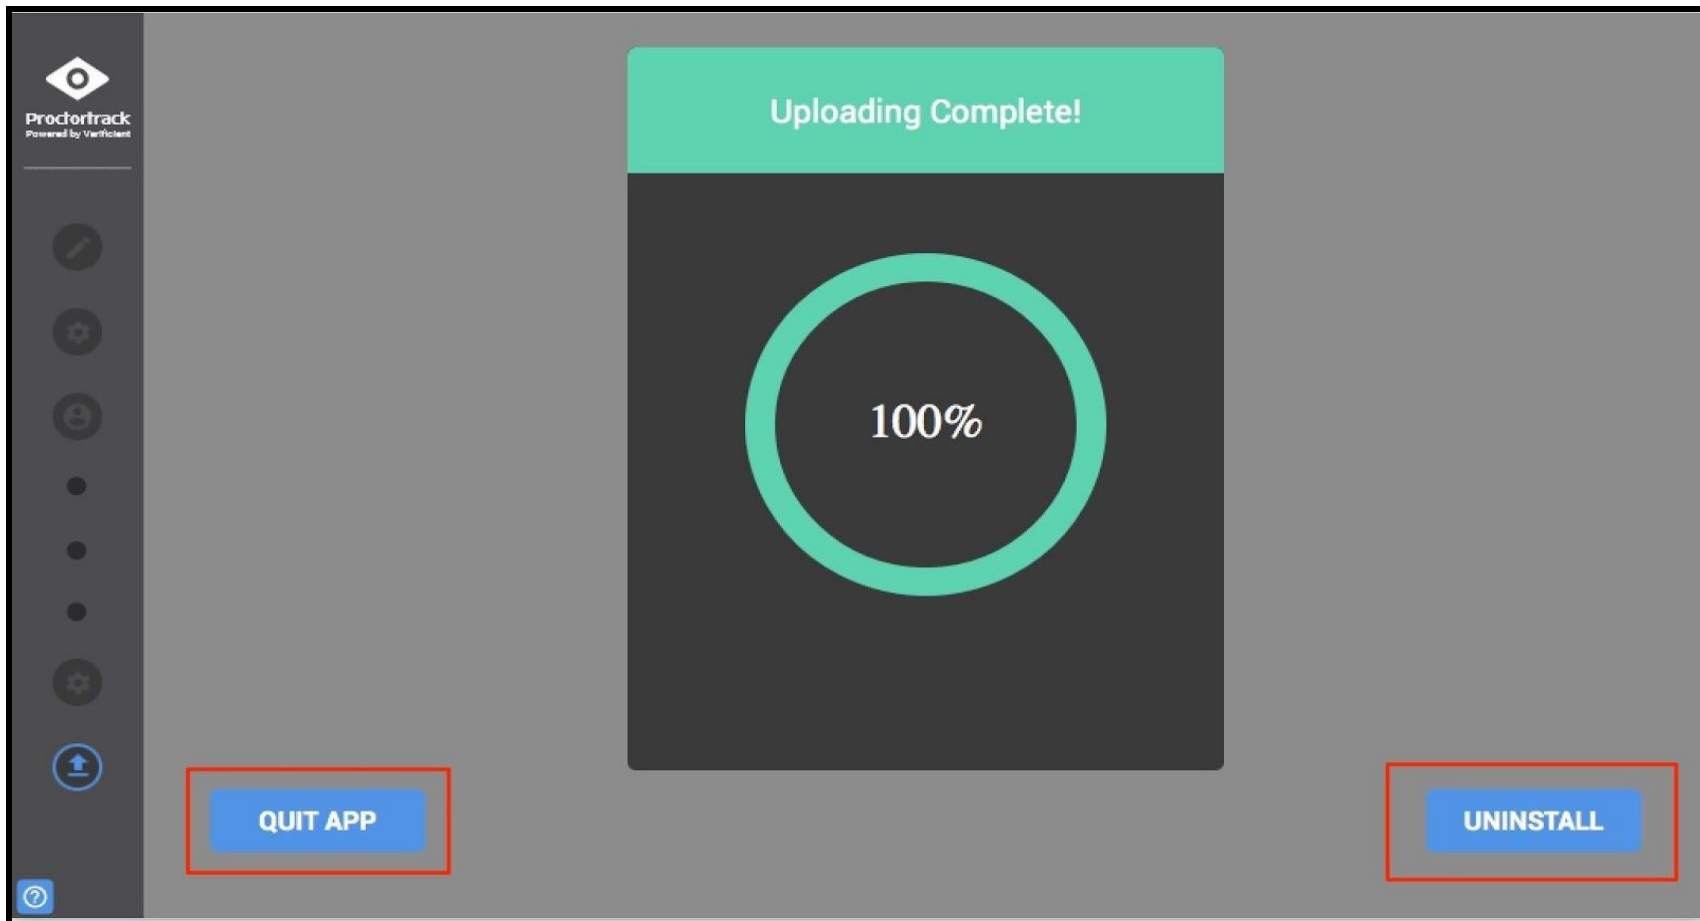 Proctortrack
Powered by Verificient
Uploading Complete!
100%
QUIT APP
UNINSTALL
?